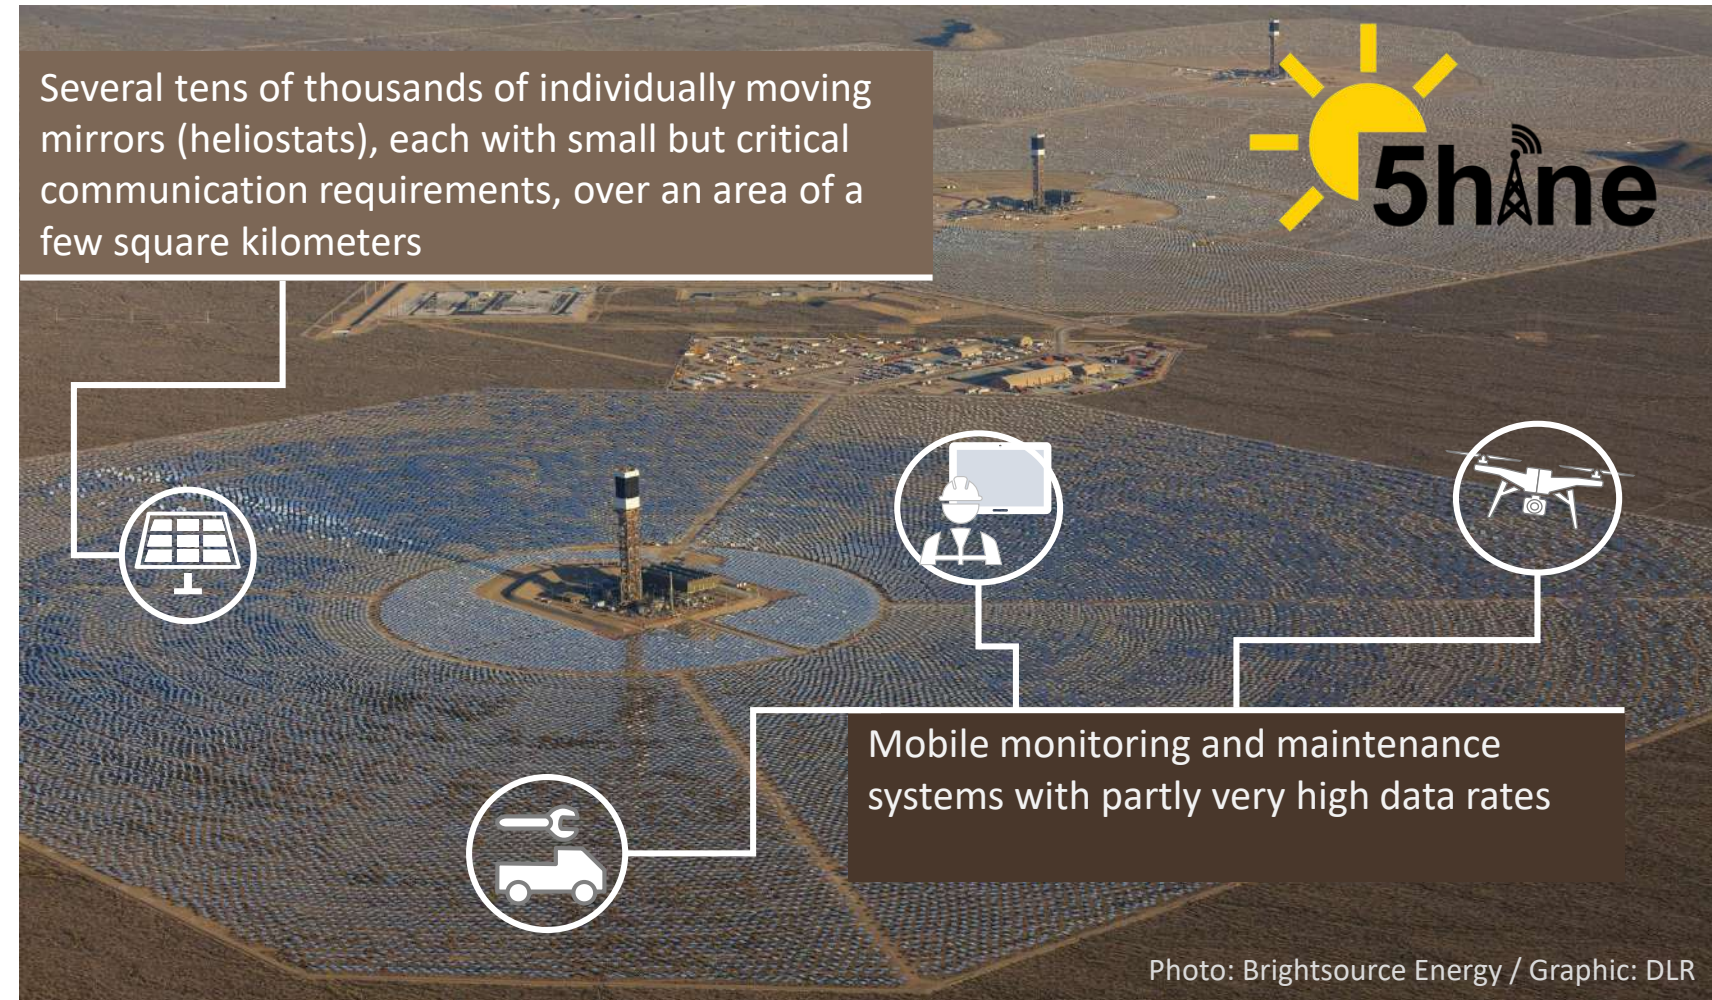 Several tens of thousands of individually moving
mirrors (heliostats), each with small but critical
communication requirements, over an area of a
few square kilometers
5hine
Mobile monitoring and maintenance
systems with partly very high data rates
Photo: Brightsource Energy / Graphic: DLR